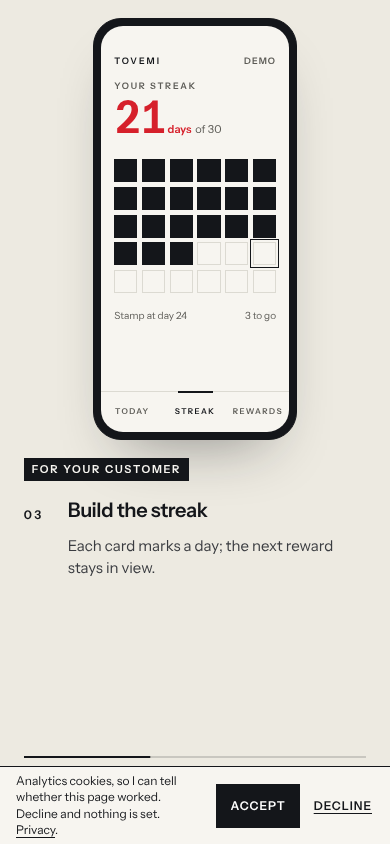 TOVEMI DEMO
YOUR STREAK
21 days of 30
Stamp at day 24 3 to go
TODAY STREAK REWARDS
FOR YOUR CUSTOMER
03 Build the streak
Each card marks a day; the next reward
stays in view.
Analytics cookies, so I can tell
whether this page worked.
Decline and nothing is set.
Privacy.
ACCEPT DECLINE